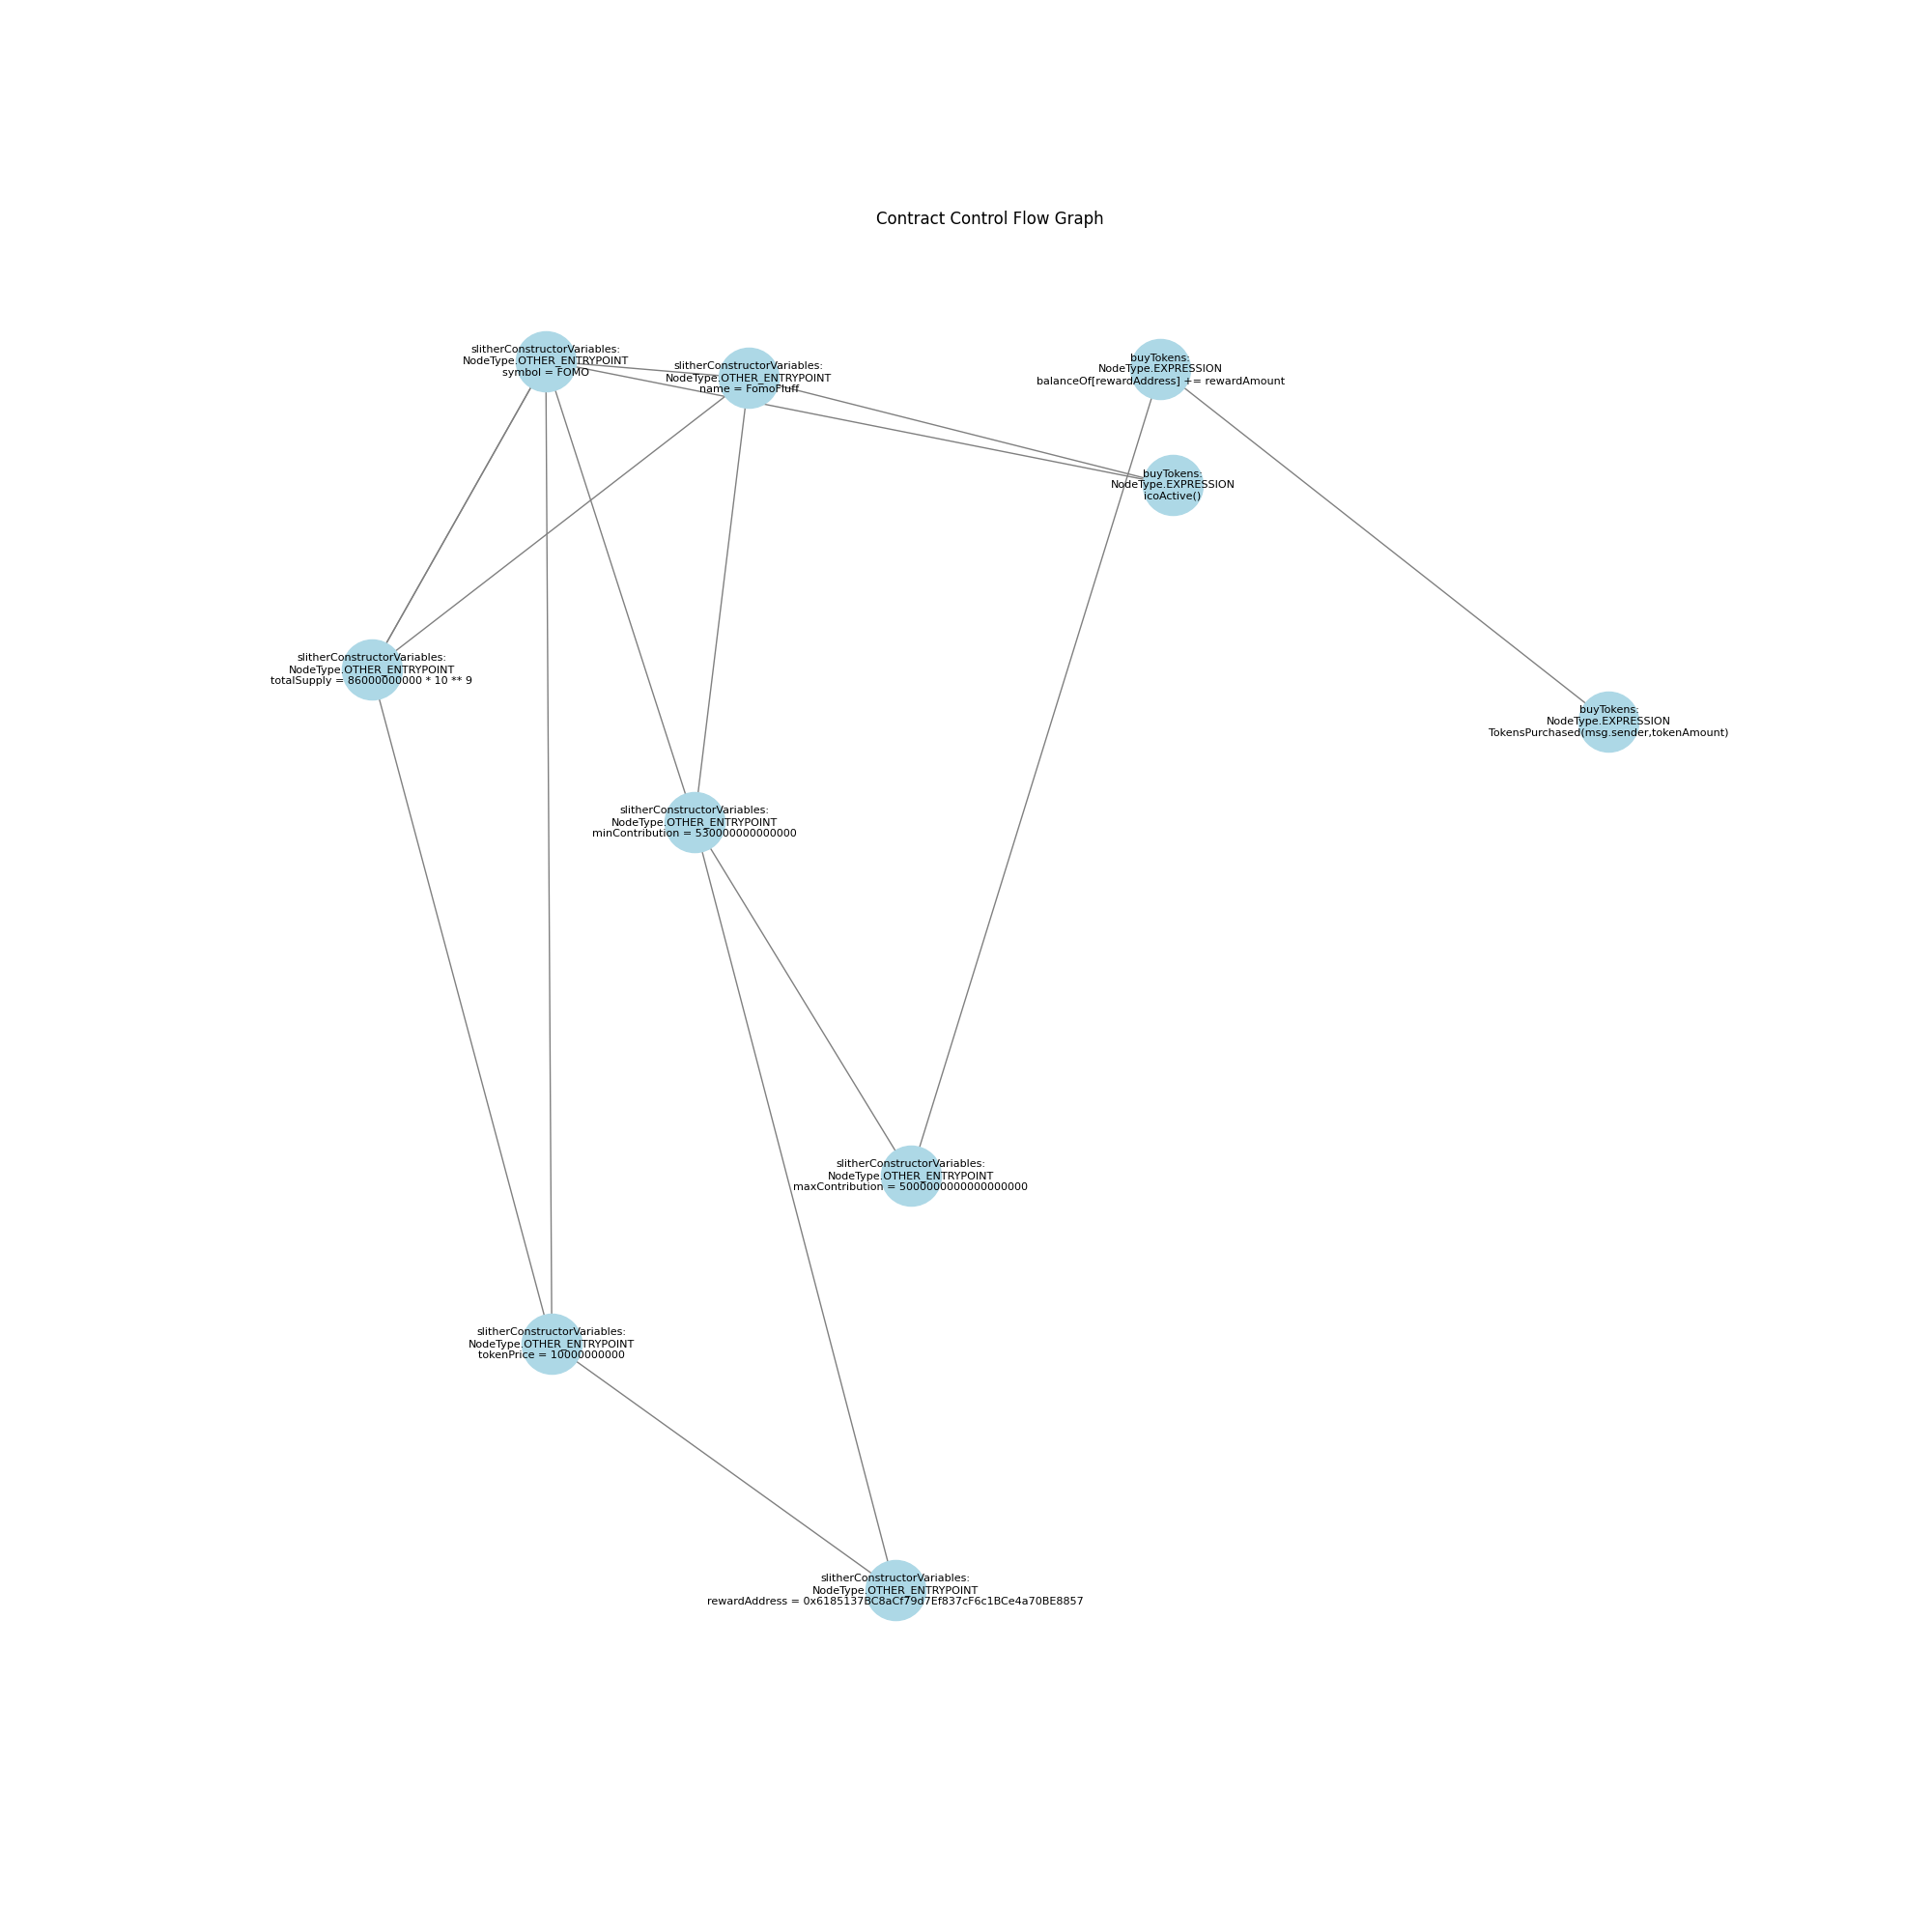 Contract Control Flow Graph
slitherConstructorVariables:
NodeType.OTHER_ENTRYPOINT
symbol = FOMO
slitherConstructorVariables:
NodeType.OTHER_ENTRYPOINT
name = FomoFluff
buyTokens:
NodeType.EXPRESSION
balanceOf[rewardAddress] += rewardAmount
buyTokens:
NodeType.EXPRESSION
icoActive()
slitherConstructorVariables:
NodeType.OTHER_ENTRYPOINT
totalSupply = 86000000000 * 10 ** 9
buyTokens:
NodeType.EXPRESSION
TokensPurchased(msg.sender,tokenAmount)
slitherConstructorVariables:
NodeType.OTHER_ENTRYPOINT
minContribution = 530000000000000
slitherConstructorVariables:
NodeType.OTHER_ENTRYPOINT
maxContribution = 5000000000000000000
slitherConstructorVariables:
NodeType.OTHER_ENTRYPOINT
tokenPrice = 10000000000
slitherConstructorVariables:
NodeType.OTHER_ENTRYPOINT
rewardAddress = 0x6185137BC8aCf79d7Ef837cF6c1BCe4a70BE8857